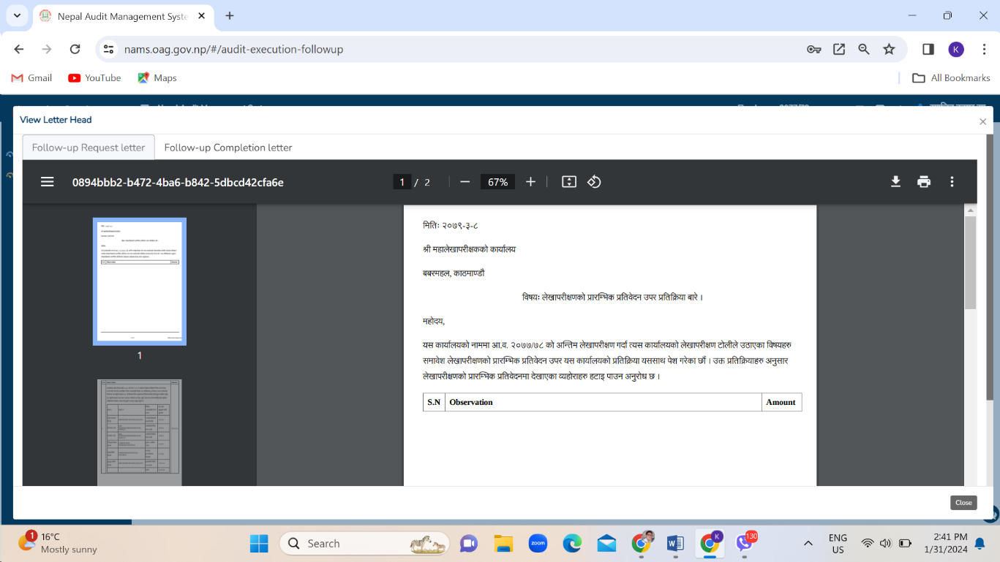 Nepal Audit Management Syste
nams.oag.gov.np/#/audit-execution-followup
K
Gmail YouTube Maps All Bookmarks
View Letter Head
Follow-up Request letter Follow-up Completion letter
0894bbb2-b472-4ba6-b842-5dbcd42cfa6e 1 / 2 67%
मितिः २०७९-३-८
श्री महालेखापरीक्षकको कार्यालय
बबरमहल, काठमाण्डौ
विषयः लेखापरीक्षणको प्रारम्भिक प्रतिवेदन उपर प्रतिक्रिया बारे ।
महोदय,
यस कार्यालयको नाममा आ.व. २०७७/७८ को अन्तिम लेखापरीक्षण गर्दा त्यस कार्यालयको लेखापरीक्षण टोलीले उठाएका विषयहरु
समावेश लेखापरीक्षणको प्रारम्भिक प्रतिवेदन उपर यस कार्यालयको प्रतिक्रिया यससाथ पेश गरेका छौं । उक्त प्रतिक्रियाहरु अनुसार
लेखापरीक्षणको प्रारम्भिक प्रतिवेदनमा देखाएका व्यहोराहरु हटाइ पाउन अनुरोध छ ।
S.N Observation Amount
1
Close
1
16°C
Mostly sunny
Search
zoom
K
130
ENG
US
2:41 PM
1/31/2024